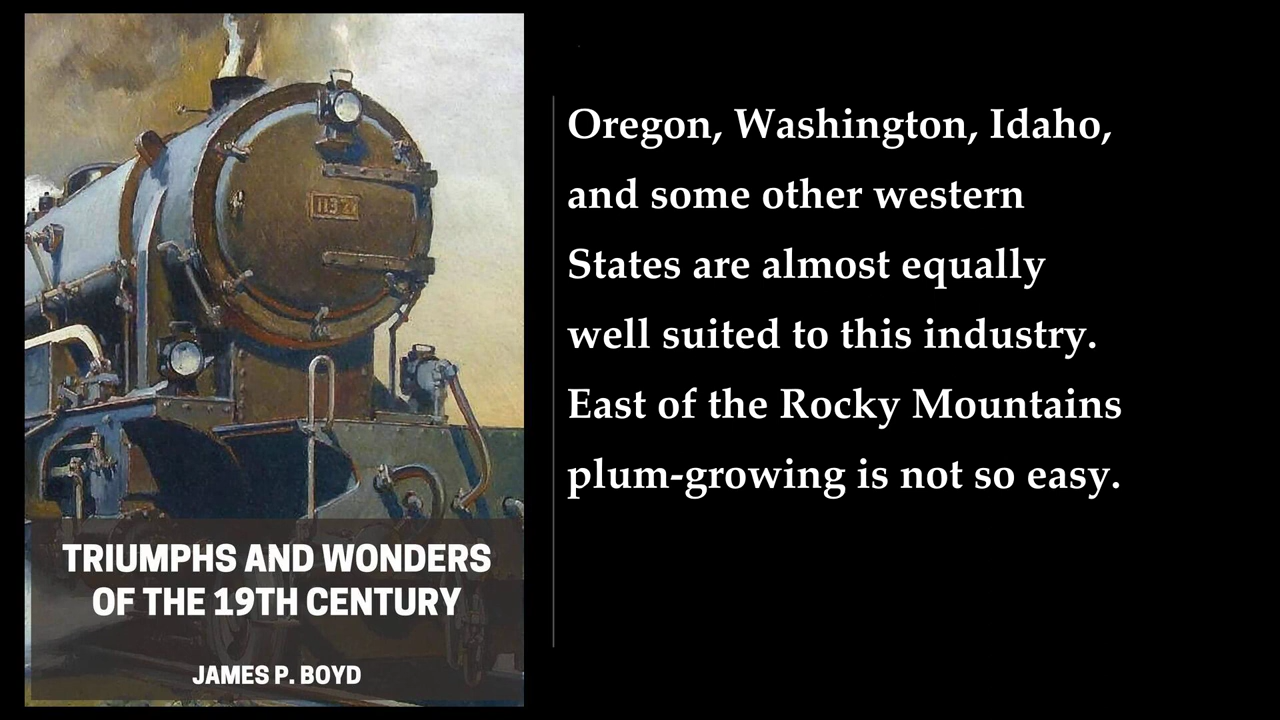 Oregon, Washington, Idaho,
and some other western
States are almost equally
well suited to this industry.
East of the Rocky Mountains
plum-growing is not so easy.
TRIUMPHS AND WONDERS
OF THE 19TH CENTURY
JAMES P. BOYD